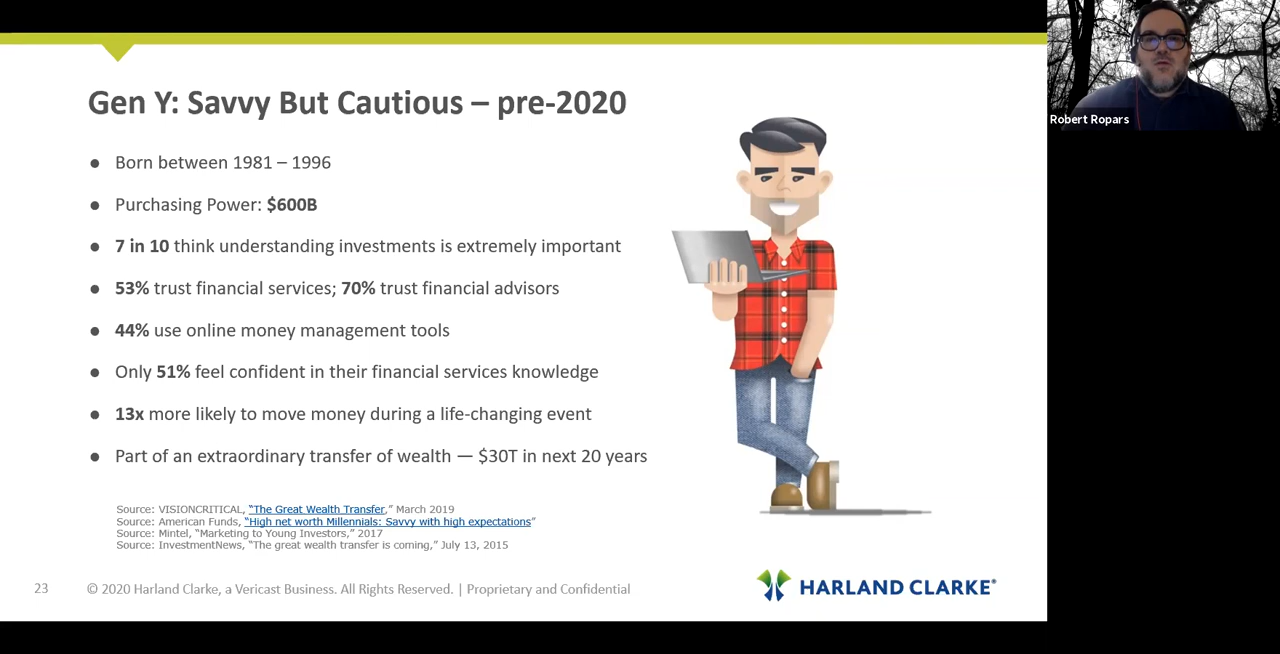 Gen Y: Savvy But Cautious – pre-2020
● Born between 1981 – 1996
● Purchasing Power: $600B
● 7 in 10 think understanding investments is extremely important
● 53% trust financial services; 70% trust financial advisors
● 44% use online money management tools
● Only 51% feel confident in their financial services knowledge
● 13x more likely to move money during a life-changing event
● Part of an extraordinary transfer of wealth — $30T in next 20 years
Source: VISIONCRITICAL, “The Great Wealth Transfer,” March 2019
Source: American Funds, “High net worth Millennials: Savvy with high expectations”
Source: Mintel, “Marketing to Young Investors,” 2017
Source: InvestmentNews, “The great wealth transfer is coming,” July 13, 2015
23 © 2020 Harland Clarke, a Vericast Business. All Rights Reserved. | Proprietary and Confidential
HARLAND CLARKE®
Robert Ropars